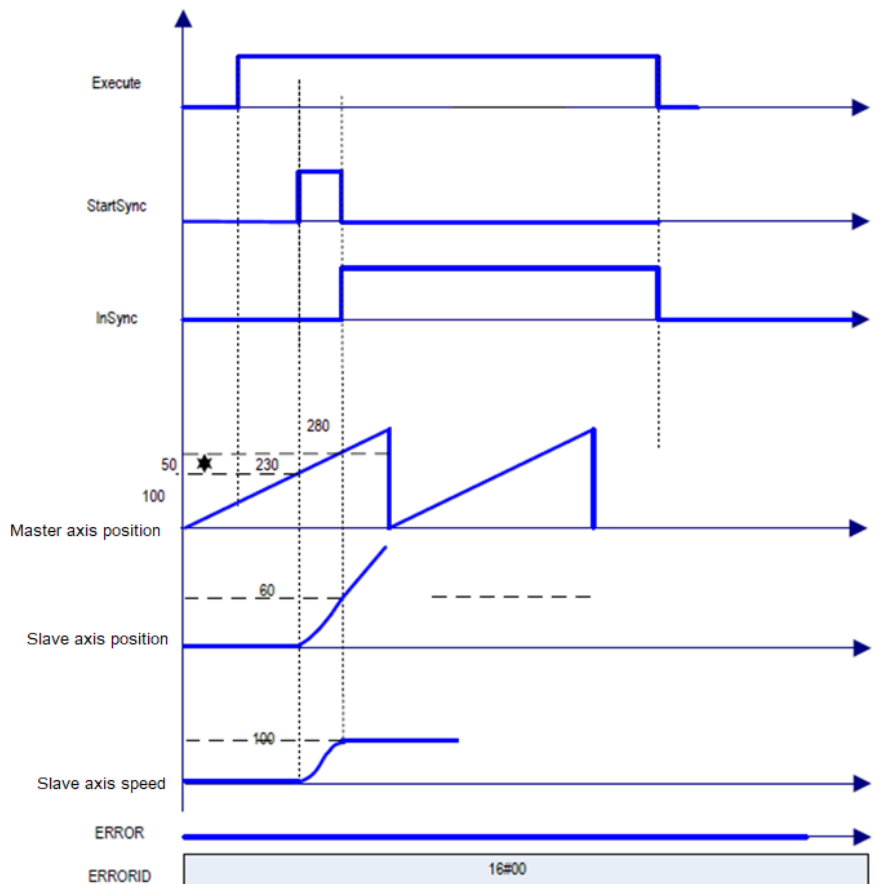 Execute
StartSync
InSync
280
50
230
100
Master axis position
60
Slave axis position
100
Slave axis speed
ERROR
16#00
ERRORID